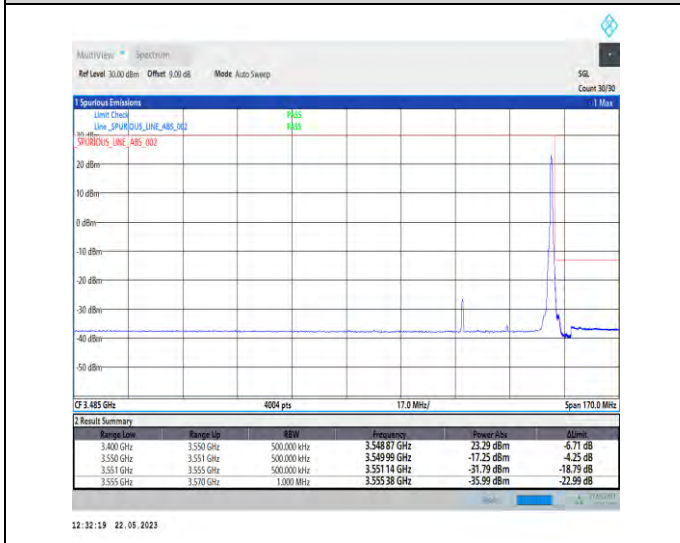 MultiView Spectrum
Ref Level 30.00 dBm Offset 9.00 dB Mode Auto Sweep SGL
Count 30/30
1 Spurious Emissions 1 Max
Limit Check PASS
Line _SPURIOUS_LINE_ABS_002 PASS
30 dBm
_SPURIOUS_LINE_ABS_002
20 dBm
10 dBm
0 dBm
-10 dBm
-20 dBm
-30 dBm
-40 dBm
-50 dBm
CF 3.485 GHz 4004 pts 17.0 MHz/ Span 170.0 MHz
2 Result Summary
Range Low Range Up RBW Frequency Power Abs ΔLimit
3.400 GHz 3.550 GHz 500.000 kHz 3.548 87 GHz 23.29 dBm -6.71 dB
3.550 GHz 3.551 GHz 500.000 kHz 3.549 99 GHz -17.25 dBm -4.25 dB
3.551 GHz 3.555 GHz 500.000 kHz 3.551 14 GHz -31.79 dBm -18.79 dB
3.555 GHz 3.570 GHz 1.000 MHz 3.555 38 GHz -35.99 dBm -22.99 dB
12:32:19 22.05.2023